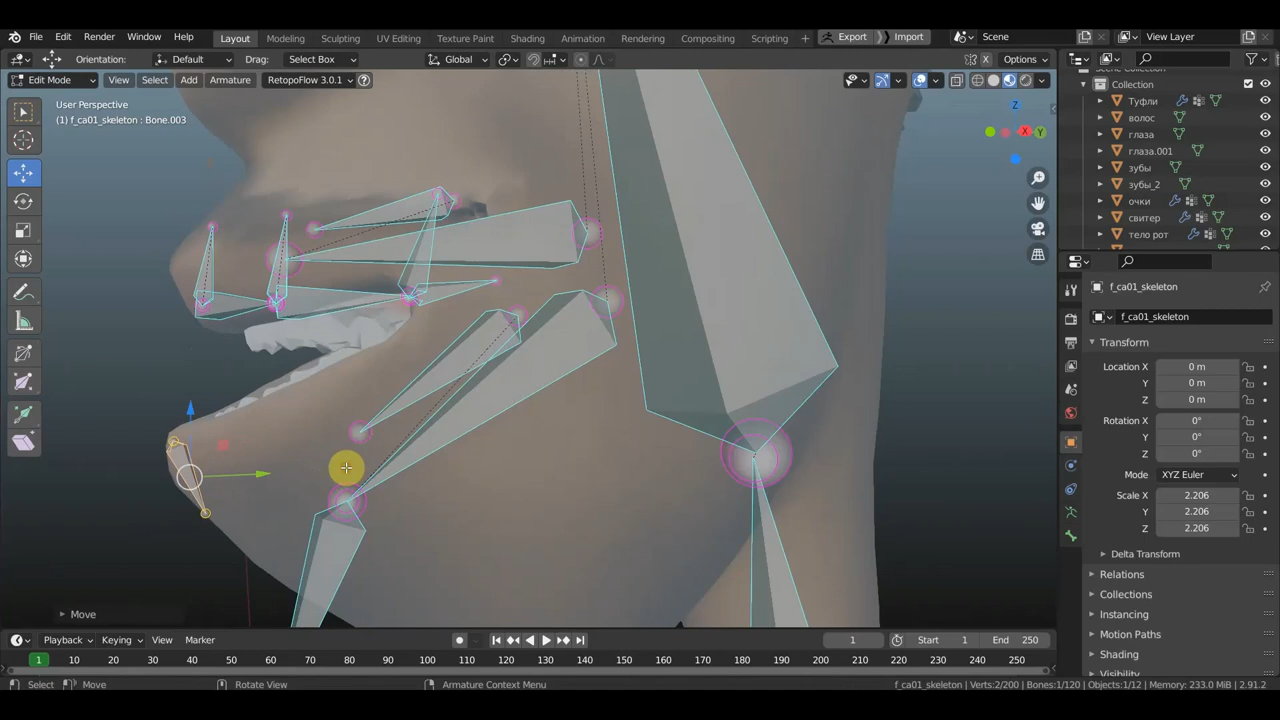 File Edit Render Window Help Layout Modeling Sculpting UV Editing Texture Paint Shading Animation Rendering Compositing Scripting + Export Import Scene View Layer
Orientation: Default Drag: Select Box Global X Options
Edit Mode View Select Add Armature RetopoFlow 3.0.1
User Perspective
(1) f_ca01_skeleton : Bone.003
Z
X
Y
Collection
Туфли
волос
глаза
глаза.001
зубы
зубы_2
очки
свитер
тело рот
f_ca01_skeleton
f_ca01_skeleton
Transform
Location X 0 m
Y 0 m
Z 0 m
Rotation X 0°
Y 0°
Z 0°
Mode XYZ Euler
Scale X 2.206
Y 2.206
Z 2.206
Delta Transform
Relations
Collections
Instancing
Motion Paths
Shading
Visibility
Move
Playback Keying View Marker 1 Start 1 End 250
1 10 20 30 40 50 60 70 80 90 100 110 120 130 140 150 160 170 180 190 200 210 220 230 240 250
Select Move Rotate View Armature Context Menu f_ca01_skeleton | Verts:2/200 | Bones:1/120 | Objects:1/12 | Memory: 233.0 MiB | 2.91.2